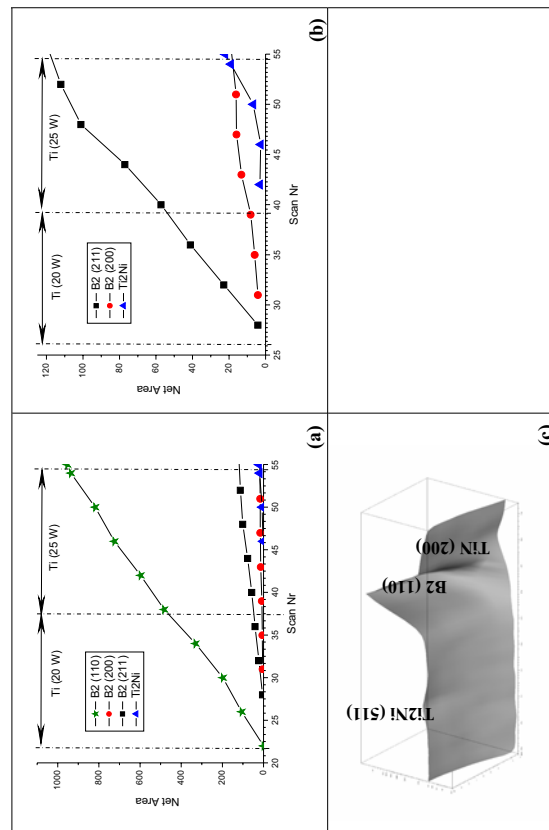 Ti (20 W)
Ti (25 W)
1000
800
600
400
200
0
Net Area
B2 (110)
B2 (200)
B2 (211)
Ti2Ni
20
25
30
35
40
45
50
55
Scan Nr
(a)
Ti (20 W)
Ti (25 W)
120
100
80
60
40
20
0
Net Area
B2 (211)
B2 (200)
Ti2Ni
25
30
35
40
45
50
55
Scan Nr
(b)
Ti2Ni (511)
B2 (110)
TiN (200)
(c)